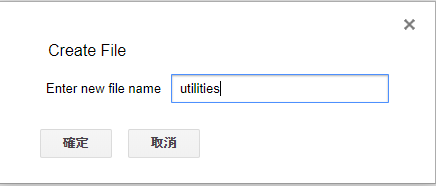 Create File
Enter new file name utilities
確定 取消